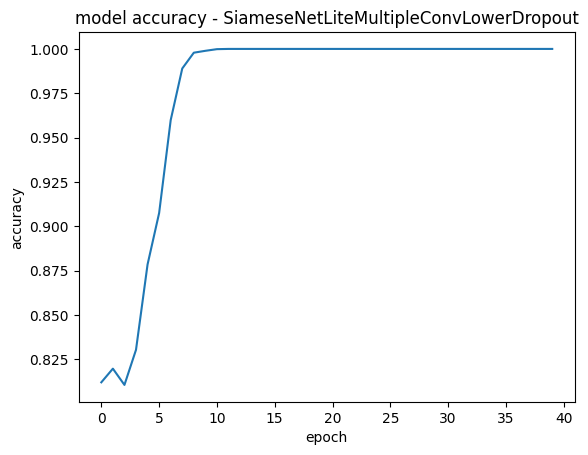 model accuracy - SiameseNetLiteMultipleConvLowerDropout
accuracy
1.000
0.975
0.950
0.925
0.900
0.875
0.850
0.825
0 5 10 15 20 25 30 35 40
epoch